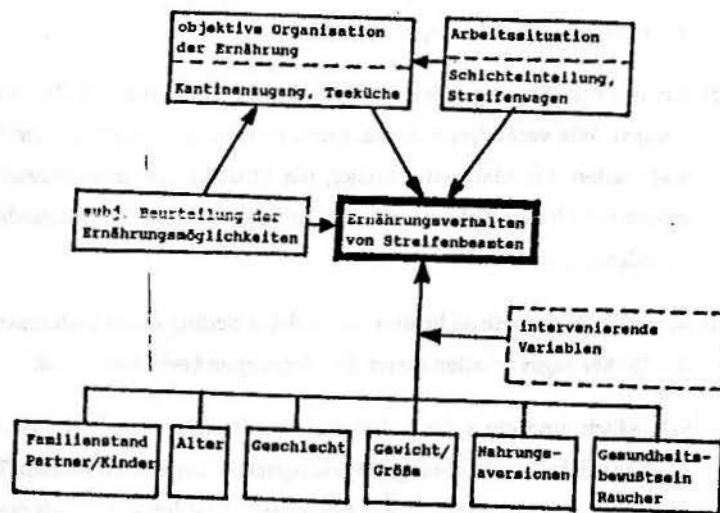 objektive Organisation
der Ernährung
Kantinenzugang, Teeküche
Arbeitssituation
Schichteinteilung,
Streifenwagen
subj. Beurteilung der
Ernährungsmöglichkeiten
Ernährungsverhalten
von Streifenbeamten
intervenierende
Variablen
Familienstand
Partner/Kinder
Alter
Geschlecht
Gewicht/
Größe
Nahrungs-
aversionen
Gesundheits-
bewußtsein
Raucher